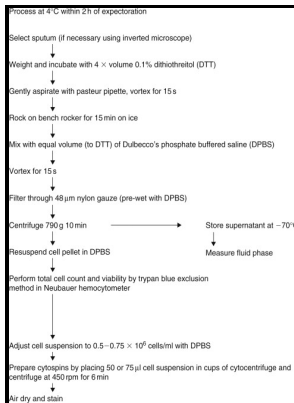 Process at 4°C within 2 h of expectoration
Select sputum (if necessary using inverted microscope)
Weight and incubate with 4 × volume 0.1% dithiothreitol (DTT)
Gently aspirate with pasteur pipette, vortex for 15 s
Rock on bench rocker for 15 min on ice
Mix with equal volume (to DTT) of Dulbecco's phosphate buffered saline (DPBS)
Vortex for 15 s
Filter through 48 µm nylon gauze (pre-wet with DPBS)
Centrifuge 790 g 10 min
Store supernatant at −70°
Resuspend cell pellet in DPBS
Measure fluid phase
Perform total cell count and viability by trypan blue exclusion
method in Neubauer hemocytometer
Adjust cell suspension to 0.5–0.75 × 10⁶ cells/ml with DPBS
Prepare cytospins by placing 50 or 75 µl cell suspension in cups of cytocentrifuge and
centrifuge at 450 rpm for 6 min
Air dry and stain